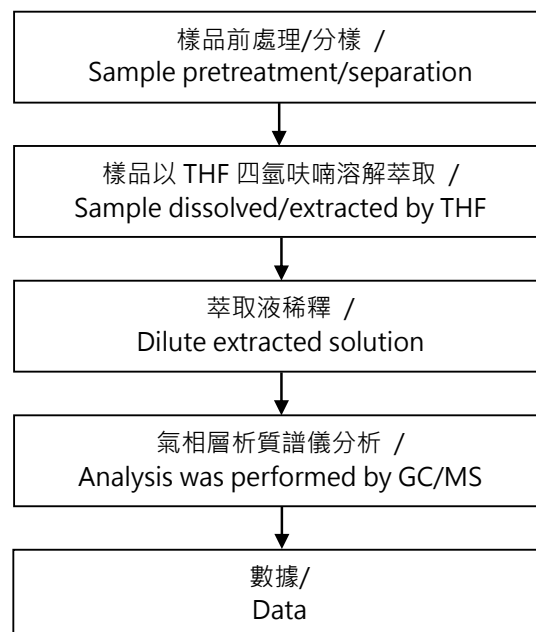 樣品前處理/分樣 /
Sample pretreatment/separation
樣品以 THF 四氫呋喃溶解萃取 /
Sample dissolved/extracted by THF
萃取液稀釋 /
Dilute extracted solution
氣相層析質譜儀分析 /
Analysis was performed by GC/MS
數據/
Data